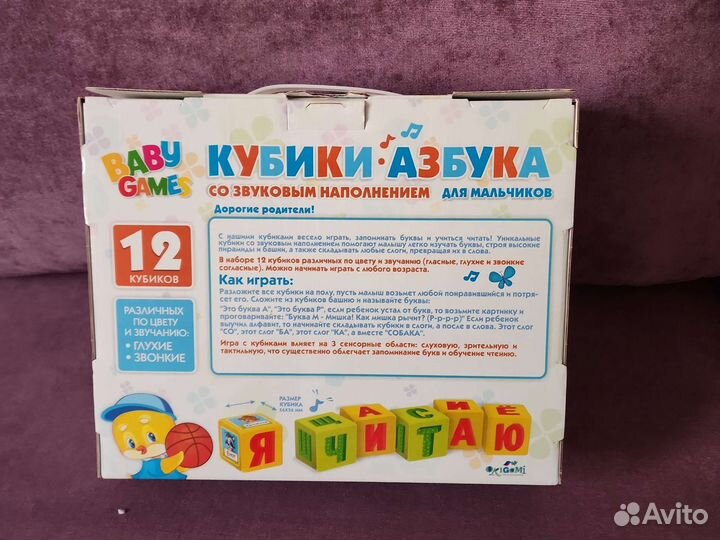 BABY
GAMES
КУБИКИ·АЗБУКА
СО ЗВУКОВЫМ НАПОЛНЕНИЕМ ДЛЯ МАЛЬЧИКОВ
Дорогие родители!
12
КУБИКОВ
РАЗЛИЧНЫХ
ПО ЦВЕТУ
И ЗВУЧАНИЮ:
• ГЛУХИЕ
• ЗВОНКИЕ
С нашими кубиками весело играть, запоминать буквы и учиться читать! Уникальные
кубики со звуковым наполнением помогают малышу легко изучать буквы, строя высокие
пирамиды и башни, а также складывать любые слоги, превращая их в слова.
В наборе 12 кубиков различных по цвету и звучанию (гласные, глухие и звонкие
согласные). Можно начинать играть с любого возраста.
Как играть:
Разложите все кубики на полу, пусть малыш возьмет любой понравившийся и потря-
сет его. Сложите из кубиков башню и называйте буквы:
"Это буква А", "Это буква Р", если ребенок устал от букв, то возьмите картинку и
проговорите: "Буква М - Мишка! Как мишка рычит? (Р-р-р-р)" Если ребенок
выучил алфавит, то начинайте складывать кубики в слоги, а после в слова. Этот слог
"СО", этот слог "БА", этот слог "КА", а вместе "СОБАКА".
Игра с кубиками влияет на 3 сенсорные области: слуховую, зрительную и
тактильную, что существенно облегчает запоминание букв и обучение чтению.
РАЗМЕР
КУБИКА
Я ЧИТАЮ
ORIGAMI
Avito